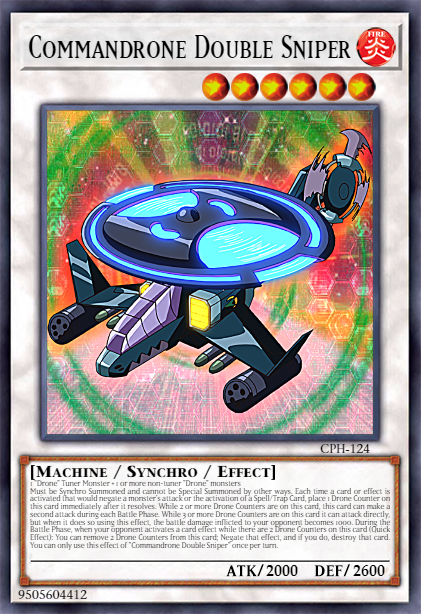 Commandrone Double Sniper
FIRE
炎
CPH-124
[Machine / Synchro / Effect]
1 "Drone" Tuner Monster + 1 or more non-tuner "Drone" monsters
Must be Synchro Summoned and cannot be Special Summoned by other ways. Each time a card or effect is
activated that would negate a monster's attack or the activation of a Spell/Trap Card, place 1 Drone Counter on
this card immediately after it resolves. While 2 or more Drone Counters are on this card, this card can make a
second attack during each Battle Phase. While 3 or more Drone Counters are on this card it can attack directly,
but when it does so using this effect, the battle damage inflicted to your opponent becomes 1000. During the
Battle Phase, when your opponent activates a card effect while there are 2 Drone Counters on this card (Quick
Effect): You can remove 2 Drone Counters from this card; Negate that effect, and if you do, destroy that card.
You can only use this effect of "Commandrone Double Sniper" once per turn.
ATK/2000 DEF/2600
9505604412